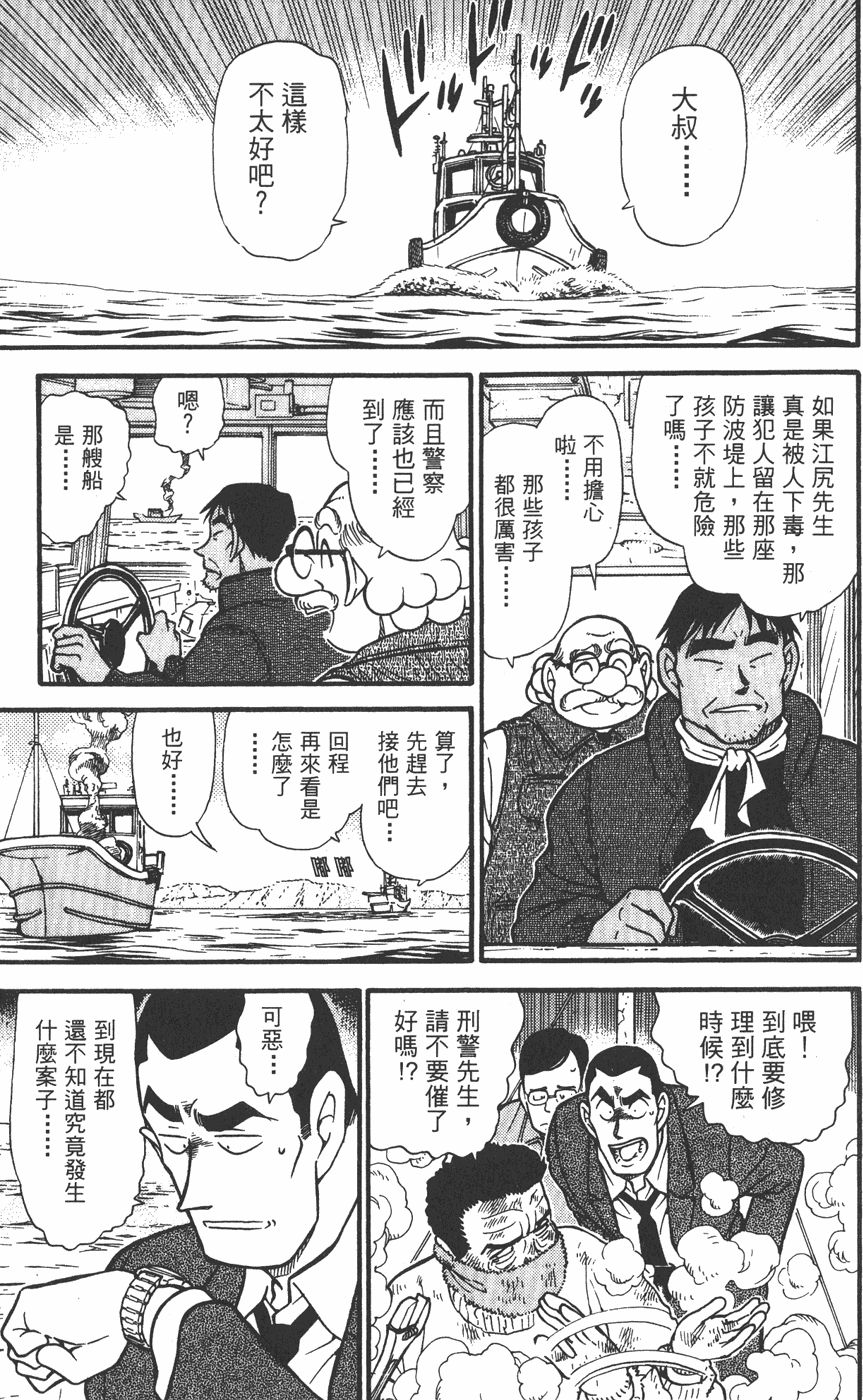 大叔……
這樣
不太好吧？
如果江尻先生
真是被人下毒，那
讓犯人留在那座
防波堤上，那些
孩子不就危險
了嗎……
不用擔心
啦……
那些孩子
都很厲害……
而且警察
應該也已經
到了……
嗯？
那艘船
是……
算了，
先趕去
接他們吧…
回程
再來看是
怎麼了
……
也好……
喂！
到底要修
理到什麼
時候！？
刑警先生，
請不要催了
好嗎！？
可惡…
到現在都
還不知道究竟發生
什麼案子……